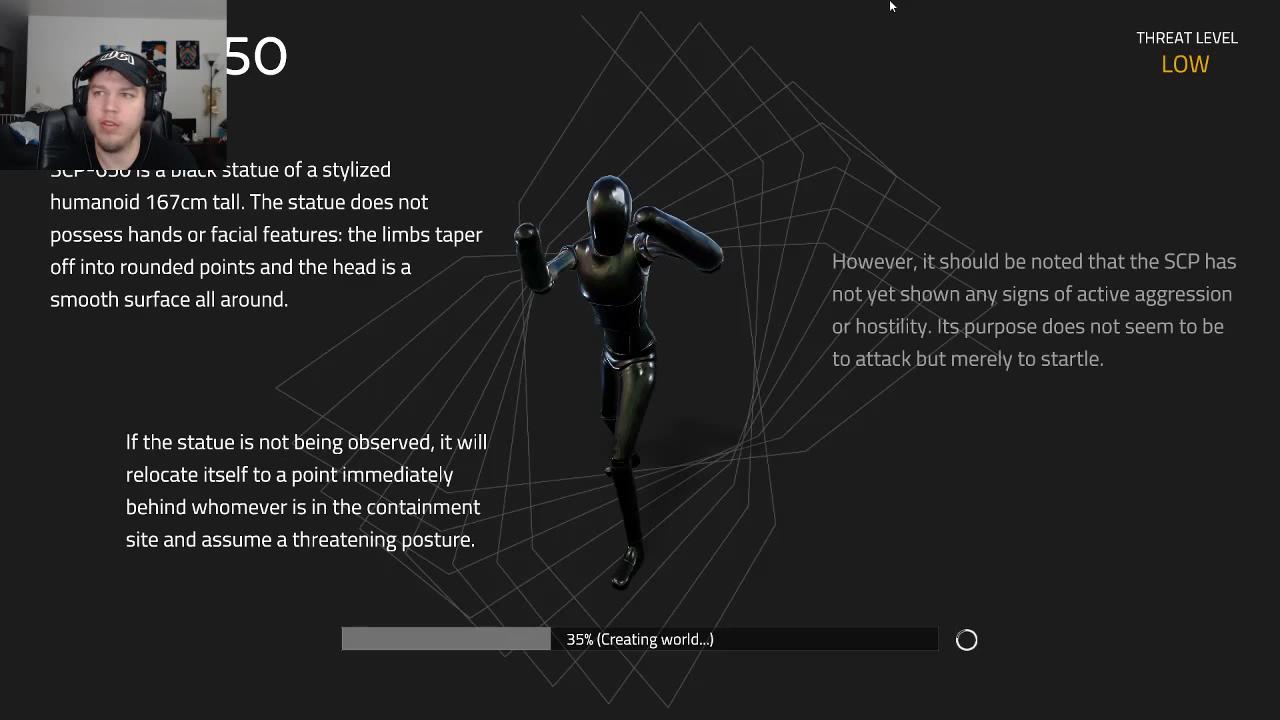 50
THREAT LEVEL
LOW
SCP-650 is a black statue of a stylized
humanoid 167cm tall. The statue does not
possess hands or facial features: the limbs taper
off into rounded points and the head is a
smooth surface all around.
However, it should be noted that the SCP has
not yet shown any signs of active aggression
or hostility. Its purpose does not seem to be
to attack but merely to startle.
If the statue is not being observed, it will
relocate itself to a point immediately
behind whomever is in the containment
site and assume a threatening posture.
35% (Creating world...)